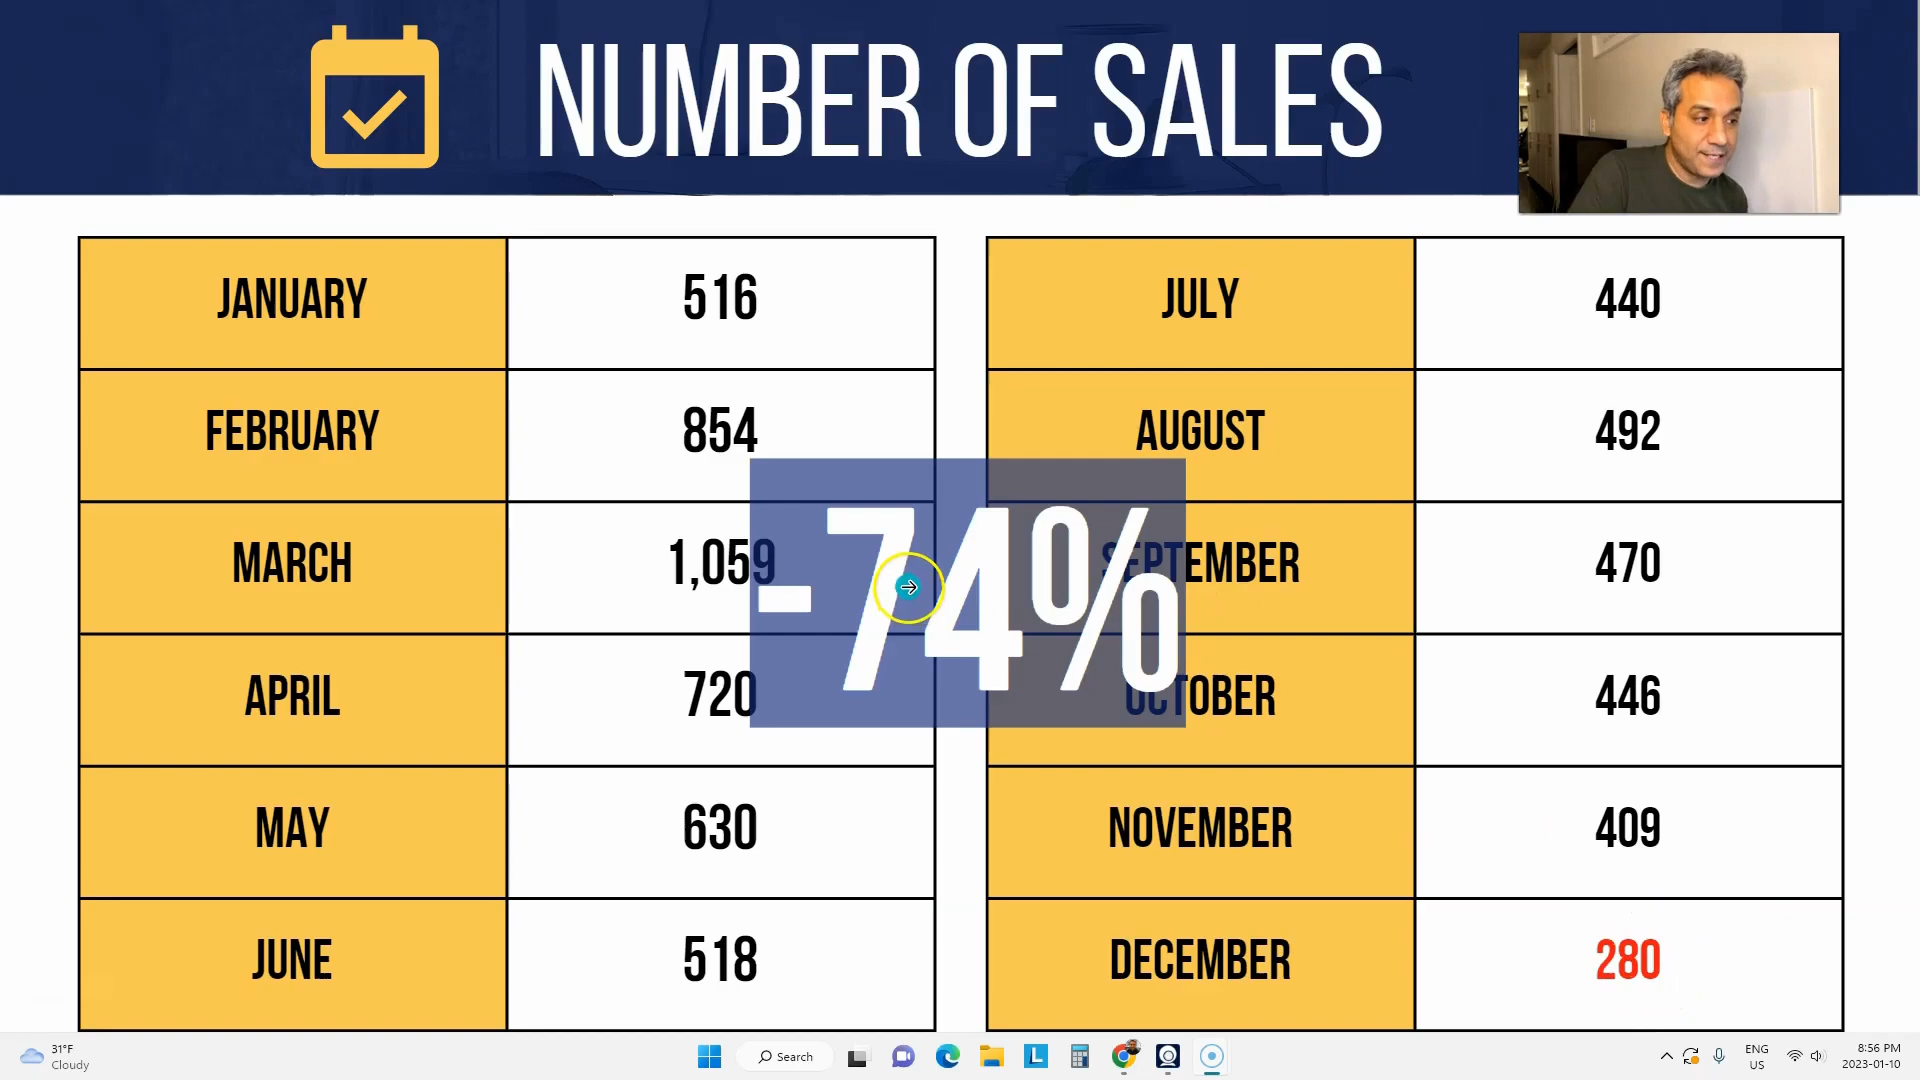 NUMBER OF SALES
JANUARY 516
FEBRUARY 854
MARCH 1,059
APRIL 720
MAY 630
JUNE 518
JULY 440
AUGUST 492
SEPTEMBER 470
OCTOBER 446
NOVEMBER 409
DECEMBER 280
-74%
31°F
Cloudy
Search
L
ENG
US
8:56 PM
2023-01-10